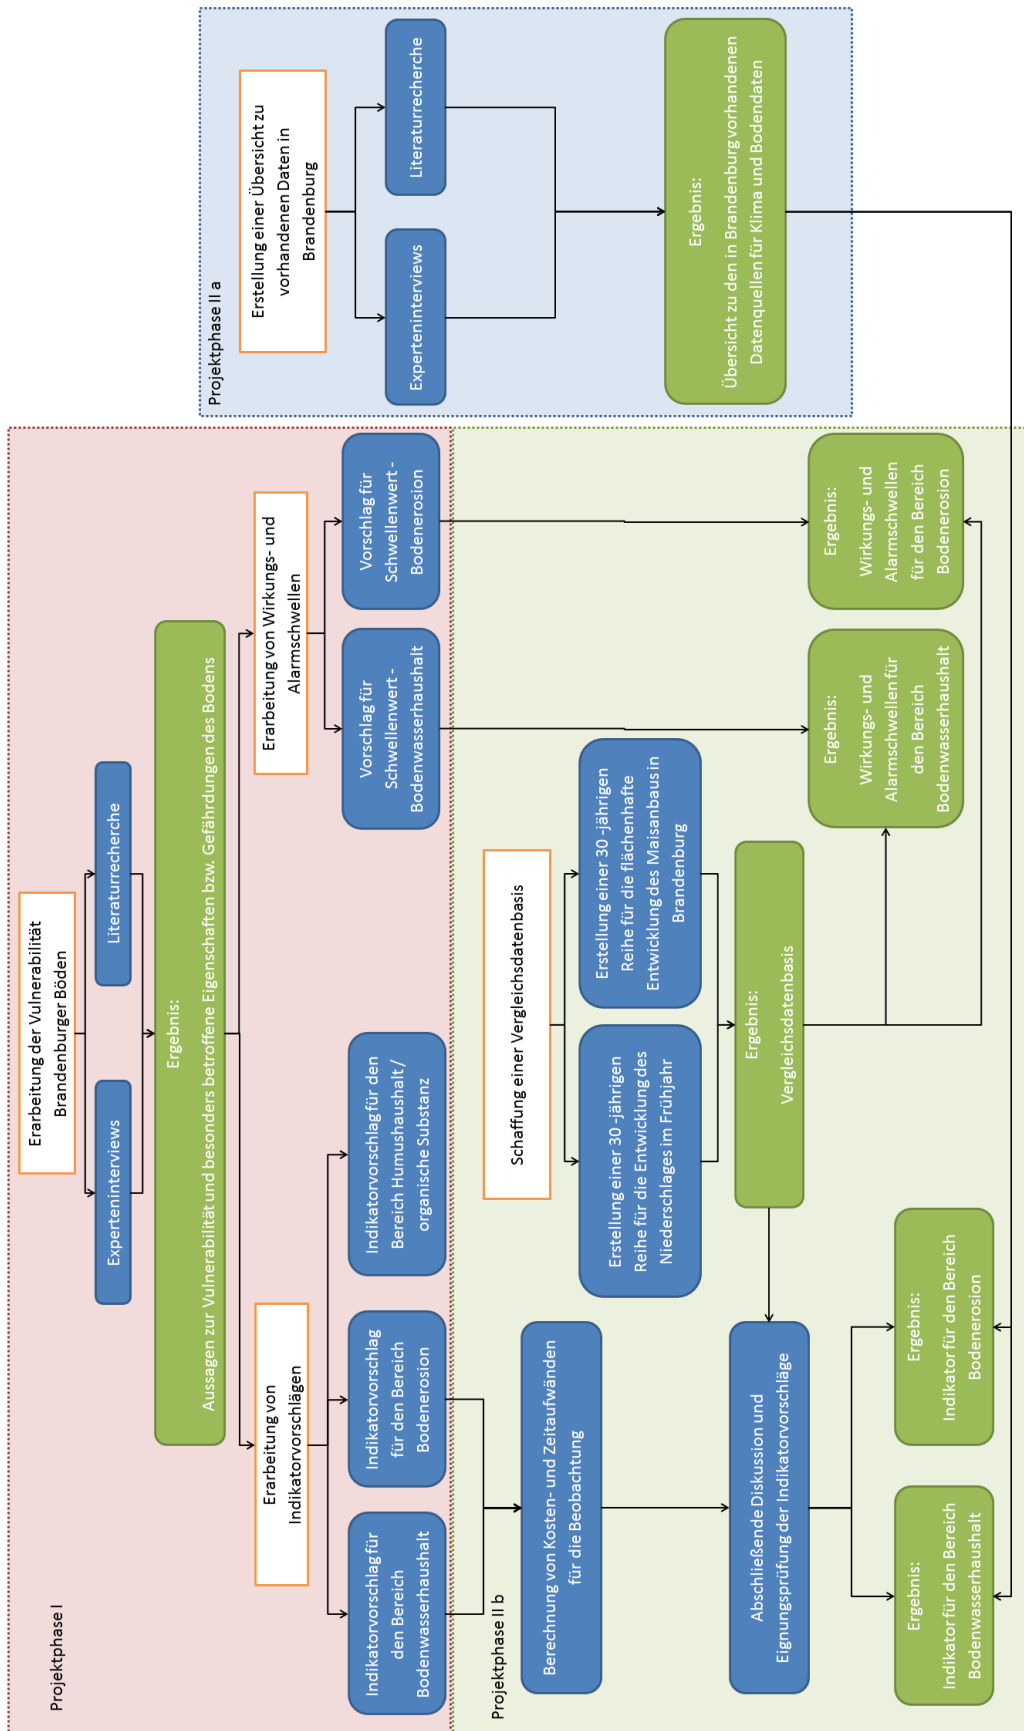 Projektphase I
Erarbeitung der Vulnerabilität
Brandenburger Böden
Experteninterviews
Literaturrecherche
Ergebnis:
Aussagen zur Vulnerabilität und besonders betroffene Eigenschaften bzw. Gefährdungen des Bodens
Erarbeitung von
Indikatorvorschlägen
Erarbeitung von Wirkungs- und
Alarmschwellen
Indikatorvorschlag für
den Bereich
Bodenwasserhaushalt
Indikatorvorschlag
für den Bereich
Bodenerosion
Indikatorvorschlag für den
Bereich Humushaushalt/
organische Substanz
Vorschlag für
Schwellenwert -
Bodenwasserhaushalt
Vorschlag für
Schwellenwert -
Bodenerosion
Projektphase II a
Erstellung einer Übersicht zu
vorhandenen Daten in
Brandenburg
Experteninterviews
Literaturrecherche
Ergebnis:
Übersicht zu den in Brandenburg vorhandenen
Datenquellen für Klima und Bodendaten
Projektphase II b
Berechnung von Kosten- und Zeitaufwänden
für die Beobachtung
Schaffung einer Vergleichsdatenbasis
Erstellung einer 30 -jährigen
Reihe für die Entwicklung des
Niederschlages im Frühjahr
Erstellung einer 30 -jährigen
Reihe für die flächenhafte
Entwicklung des Maisanbaus in
Brandenburg
Abschließende Diskussion und
Eignungsprüfung der Indikatorvorschläge
Ergebnis:
Vergleichsdatenbasis
Ergebnis:
Wirkungs- und
Alarmschwellen für
den Bereich
Bodenwasserhaushalt
Ergebnis:
Wirkungs- und
Alarmschwellen
für den Bereich
Bodenerosion
Ergebnis:
Indikator für den Bereich
Bodenwasserhaushalt
Ergebnis:
Indikator für den Bereich
Bodenerosion